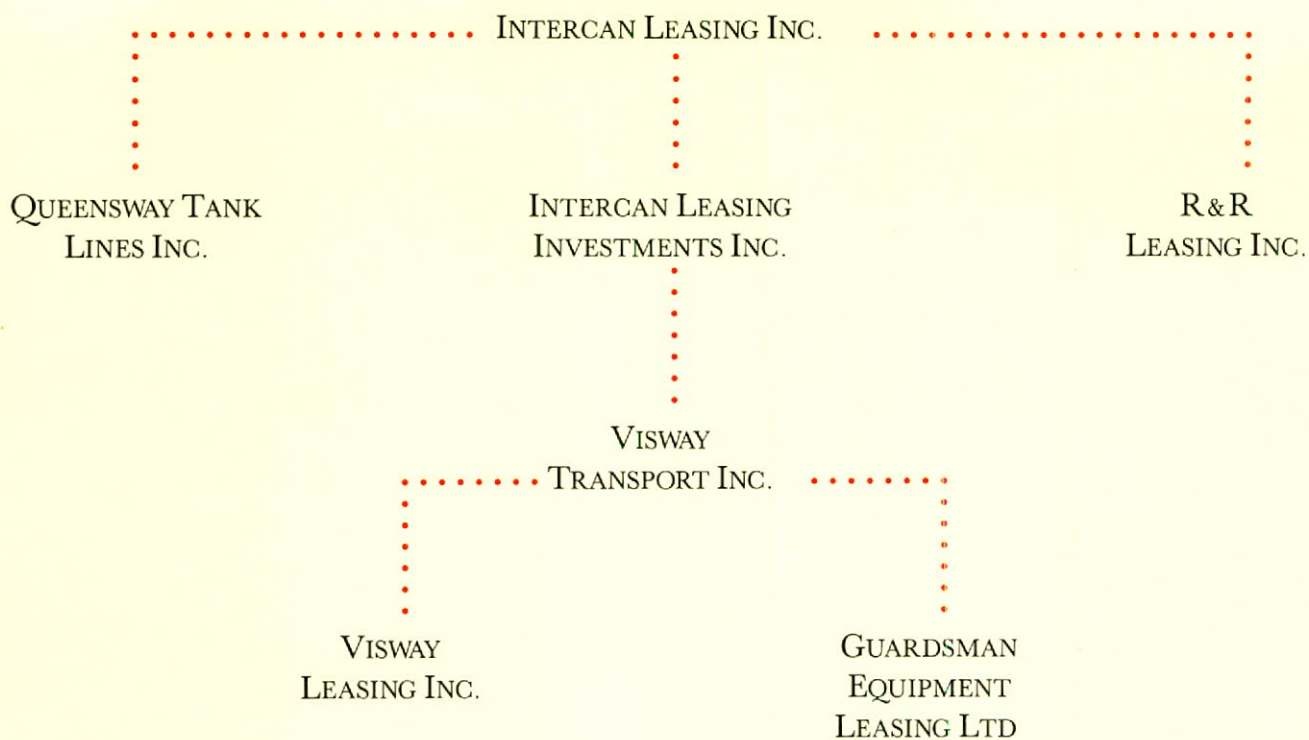 INTERCAN LEASING INC.
QUEENSWAY TANK
LINES INC.
INTERCAN LEASING
INVESTMENTS INC.
R&R
LEASING INC.
VISWAY
TRANSPORT INC.
VISWAY
LEASING INC.
GUARDSMAN
EQUIPMENT
LEASING LTD